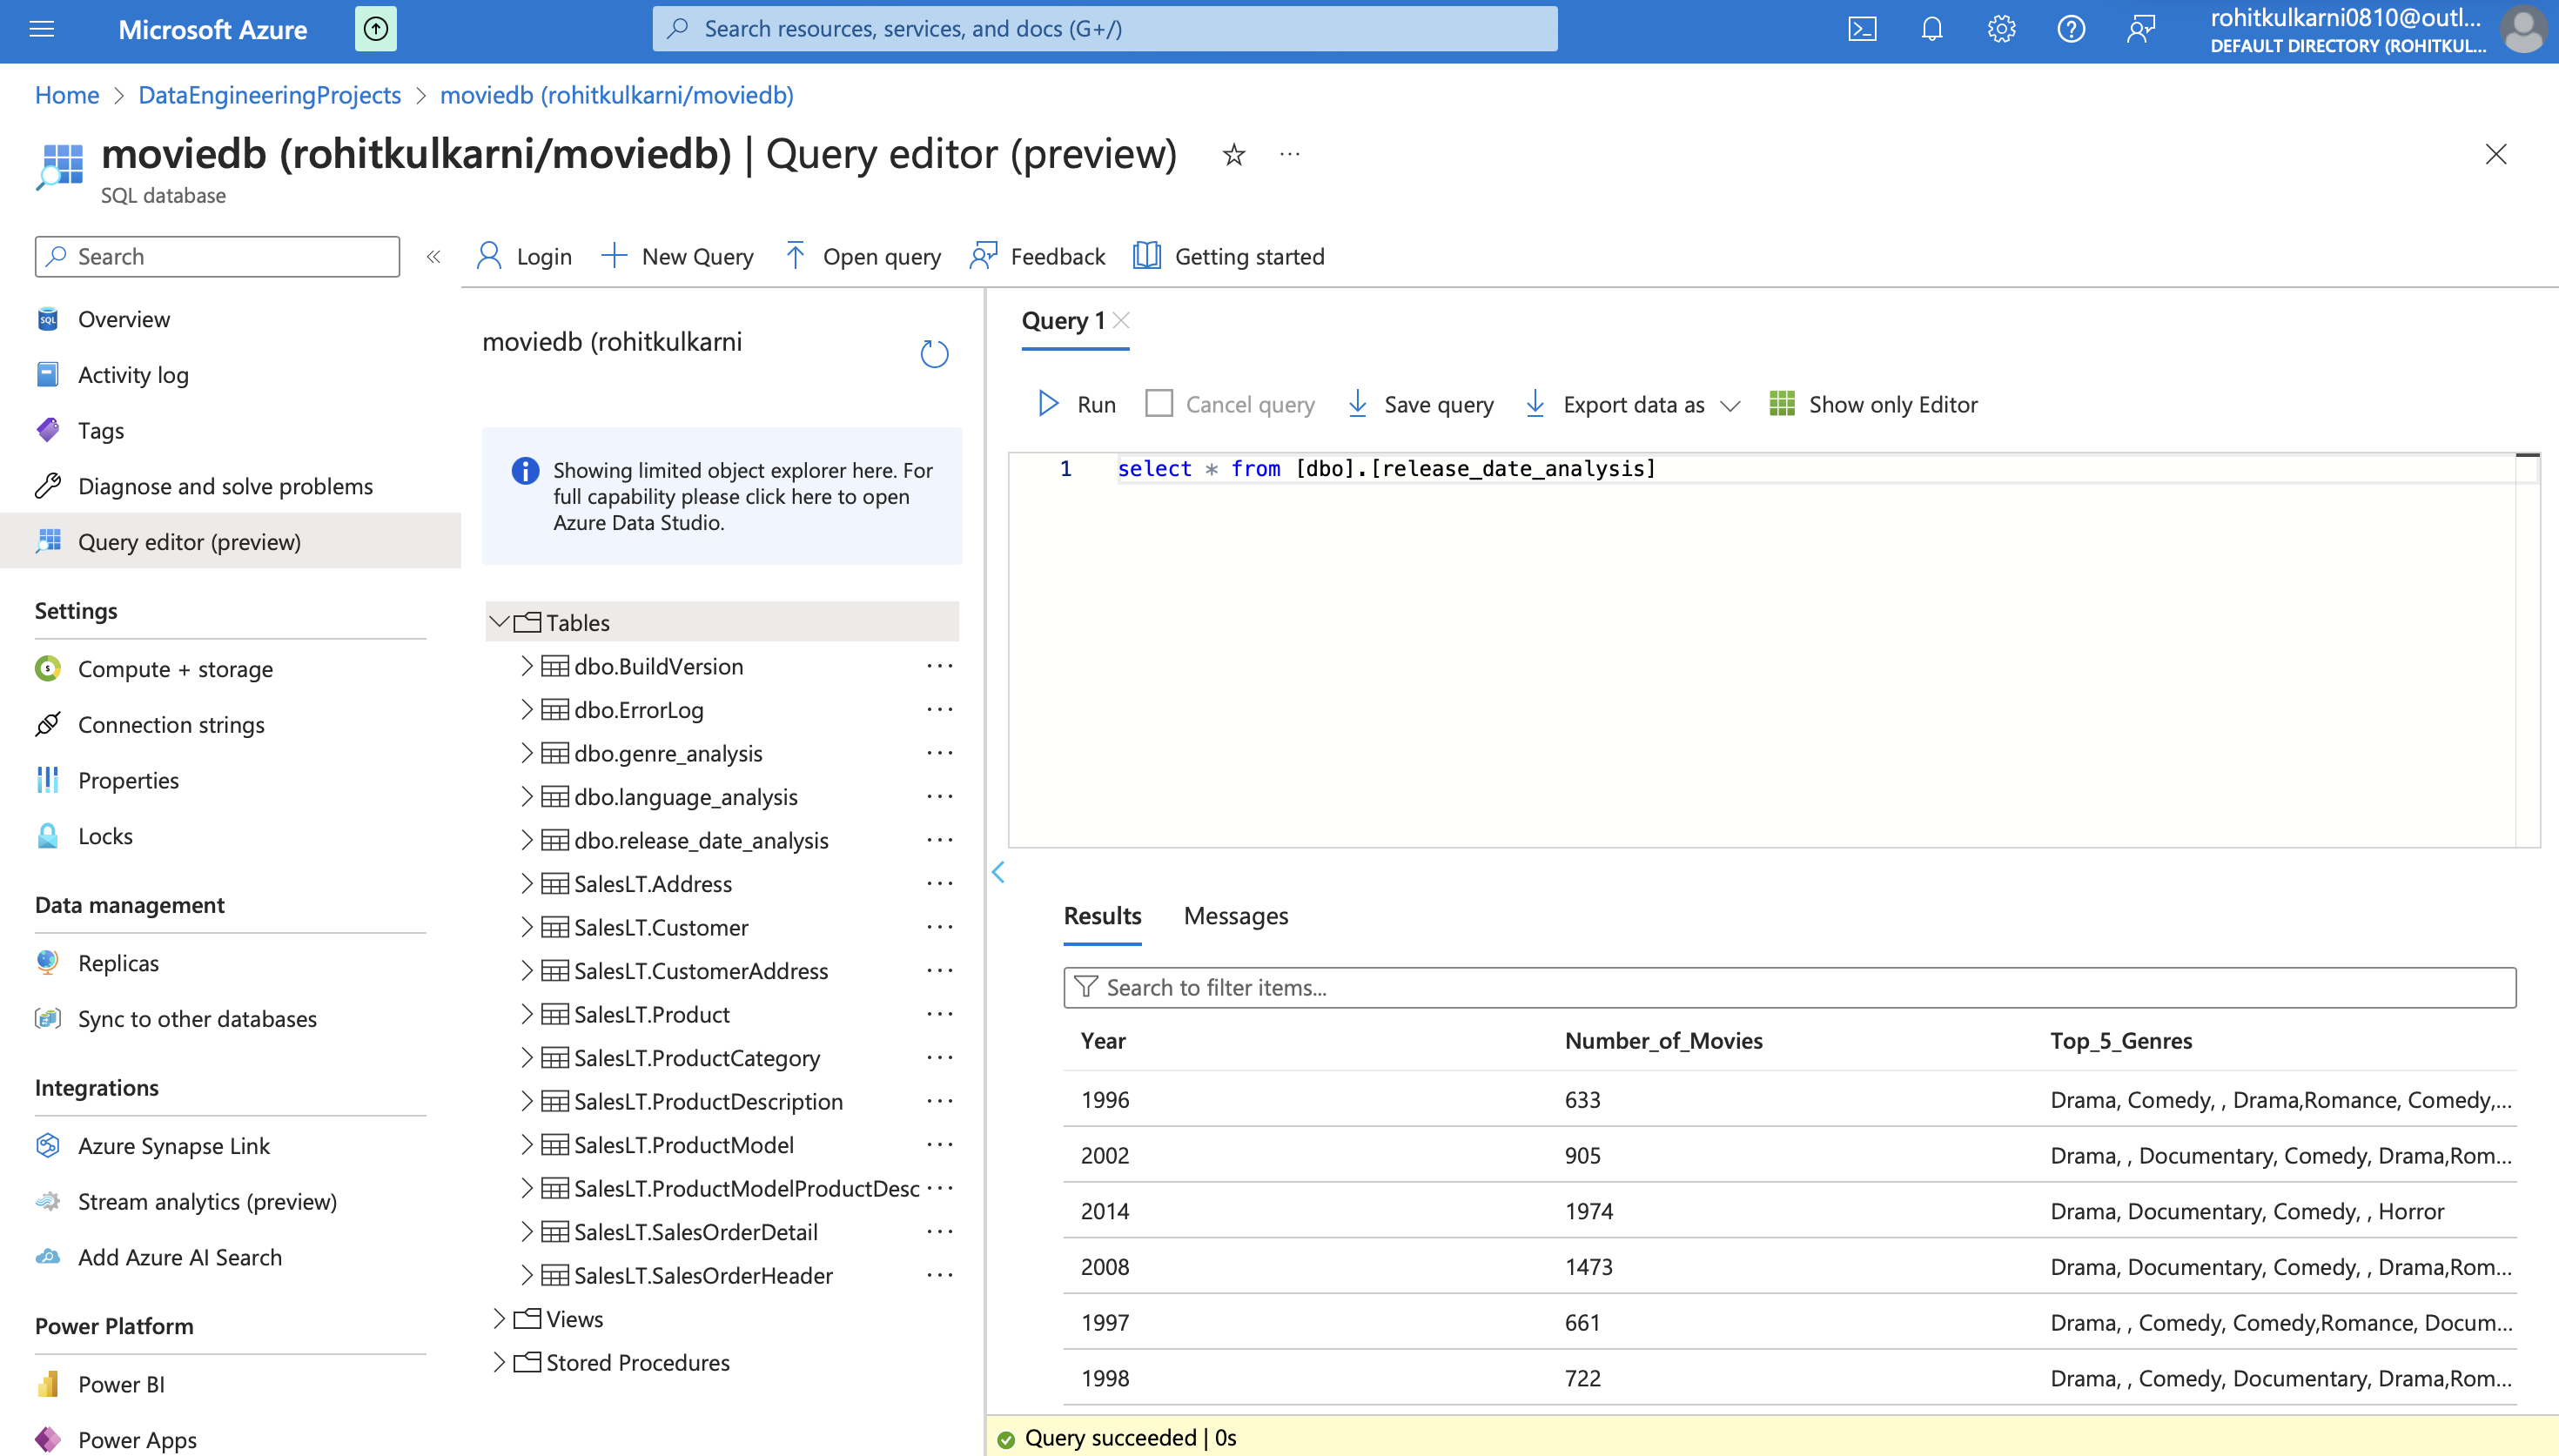 Microsoft Azure
Search resources, services, and docs (G+/)
rohitkulkarni0810@outl...
DEFAULT DIRECTORY (ROHITKUL...
Home > DataEngineeringProjects > moviedb (rohitkulkarni/moviedb)
moviedb (rohitkulkarni/moviedb) | Query editor (preview)
SQL database
Search
Overview
Activity log
Tags
Diagnose and solve problems
Query editor (preview)
Settings
Compute + storage
Connection strings
Properties
Locks
Data management
Replicas
Sync to other databases
Integrations
Azure Synapse Link
Stream analytics (preview)
Add Azure AI Search
Power Platform
Power BI
Power Apps
Login New Query Open query Feedback Getting started
moviedb (rohitkulkarni
Showing limited object explorer here. For
full capability please click here to open
Azure Data Studio.
Tables
dbo.BuildVersion
dbo.ErrorLog
dbo.genre_analysis
dbo.language_analysis
dbo.release_date_analysis
SalesLT.Address
SalesLT.Customer
SalesLT.CustomerAddress
SalesLT.Product
SalesLT.ProductCategory
SalesLT.ProductDescription
SalesLT.ProductModel
SalesLT.ProductModelProductDesc
SalesLT.SalesOrderDetail
SalesLT.SalesOrderHeader
Views
Stored Procedures
Query 1
Run Cancel query Save query Export data as Show only Editor
1 select * from [dbo].[release_date_analysis]
Results Messages
Search to filter items...
Year Number_of_Movies Top_5_Genres
1996 633 Drama, Comedy, , Drama,Romance, Comedy,...
2002 905 Drama, , Documentary, Comedy, Drama,Rom...
2014 1974 Drama, Documentary, Comedy, , Horror
2008 1473 Drama, Documentary, Comedy, , Drama,Rom...
1997 661 Drama, , Comedy, Comedy,Romance, Docum...
1998 722 Drama, , Comedy, Documentary, Drama,Rom...
Query succeeded | 0s